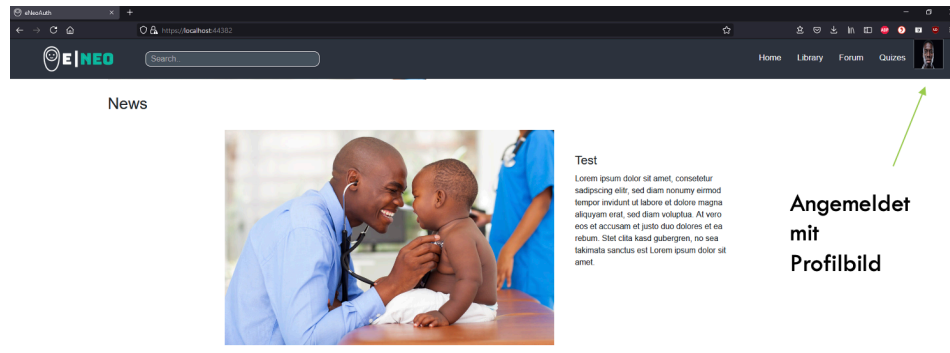 eNeoAuth
https://localhost:44382
E|NEO
Search...
Home Library Forum Quizes
News
Test
Lorem ipsum dolor sit amet, consetetur
sadipscing elitr, sed diam nonumy eirmod
tempor invidunt ut labore et dolore magna
aliquyam erat, sed diam voluptua. At vero
eos et accusam et justo duo dolores et ea
rebum. Stet clita kasd gubergren, no sea
takimata sanctus est Lorem ipsum dolor sit
amet.
Angemeldet
mit
Profilbild